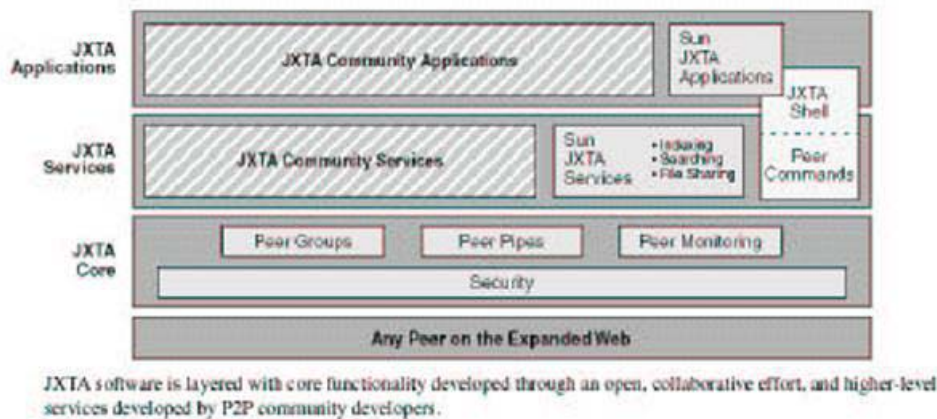 JXTA
Applications
JXTA Community Applications
Sun
JXTA
Applications
JXTA
Shell
JXTA
Services
JXTA Community Services
Sun
JXTA
Services
• Indexing
• Searching
• File Sharing
Peer
Commands
JXTA
Core
Peer Groups
Peer Pipes
Peer Monitoring
Security
Any Peer on the Expanded Web
JXTA software is layered with core functionality developed through an open, collaborative effort, and higher-level
services developed by P2P community developers.